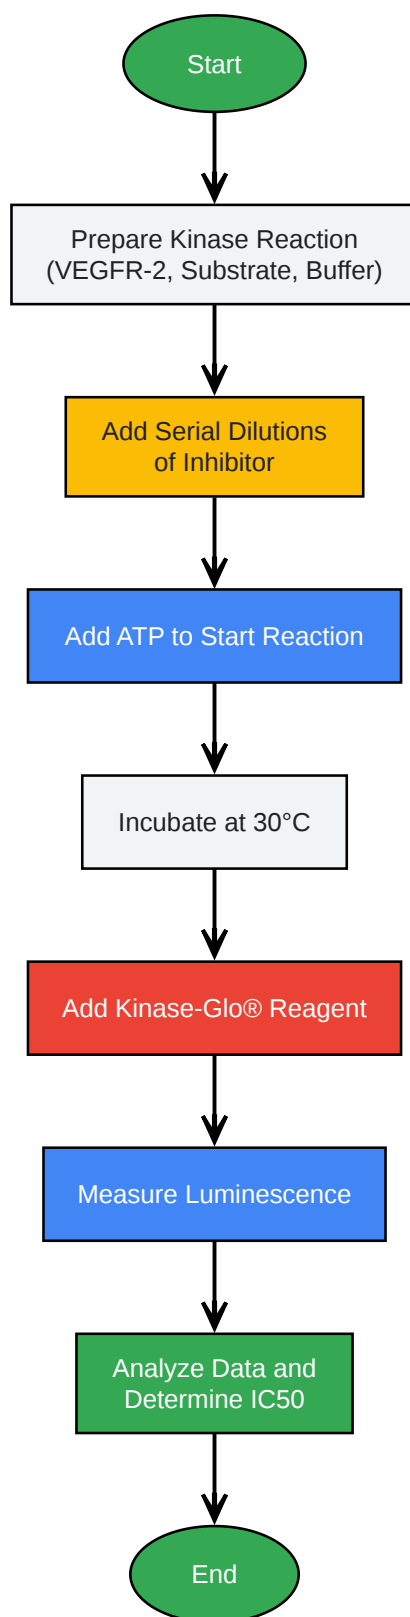 Start
Prepare Kinase Reaction
(VEGFR-2, Substrate, Buffer)
Add Serial Dilutions
of Inhibitor
Add ATP to Start Reaction
Incubate at 30°C
Add Kinase-Glo® Reagent
Measure Luminescence
Analyze Data and
Determine IC50
End